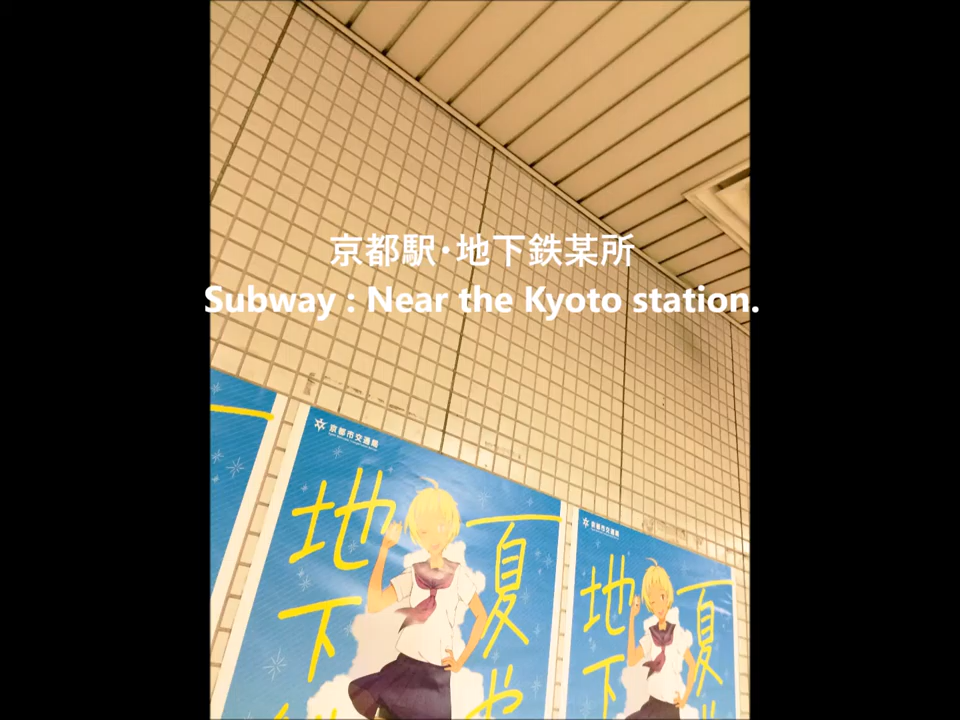 京都駅・地下鉄某所
Subway : Near the Kyoto station.
京都市交通局
夏や
地下
京都市交通局
夏
地下